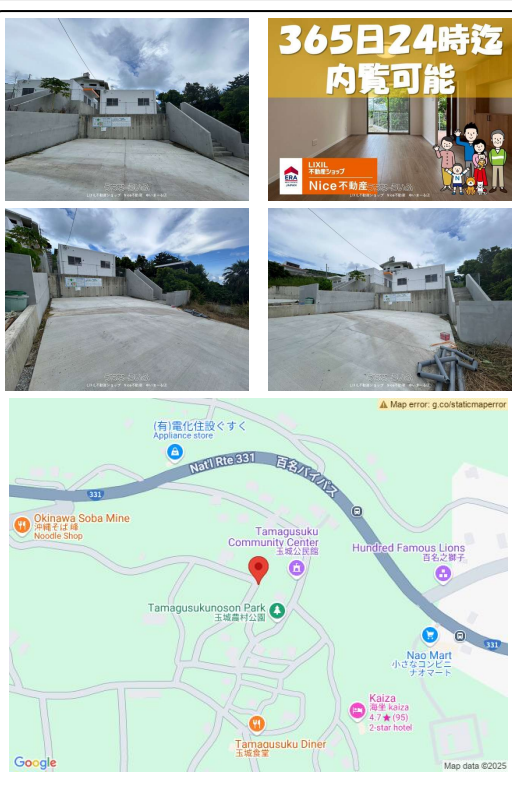 365日24時迄
内覧可能
ERA
LIXIL
不動産ショップ
Nice不動産
Map error: g.co/staticmaperror
(有)電化住設ぐすく
Appliance store
Nat'l Rte 331
百名バイパス
331
Okinawa Soba Mine
沖縄そば 峰
Noodle Shop
Tamagusuku
Community Center
玉城公民館
Hundred Famous Lions
百名之獅子
Tamagusukunoson Park
玉城農村公園
331
Nao Mart
小さなコンビニ
ナオマート
Kaiza
海坐 kaiza
4.7★(95)
2-star hotel
Tamagusuku Diner
玉城食堂
Google
Map data ©2025